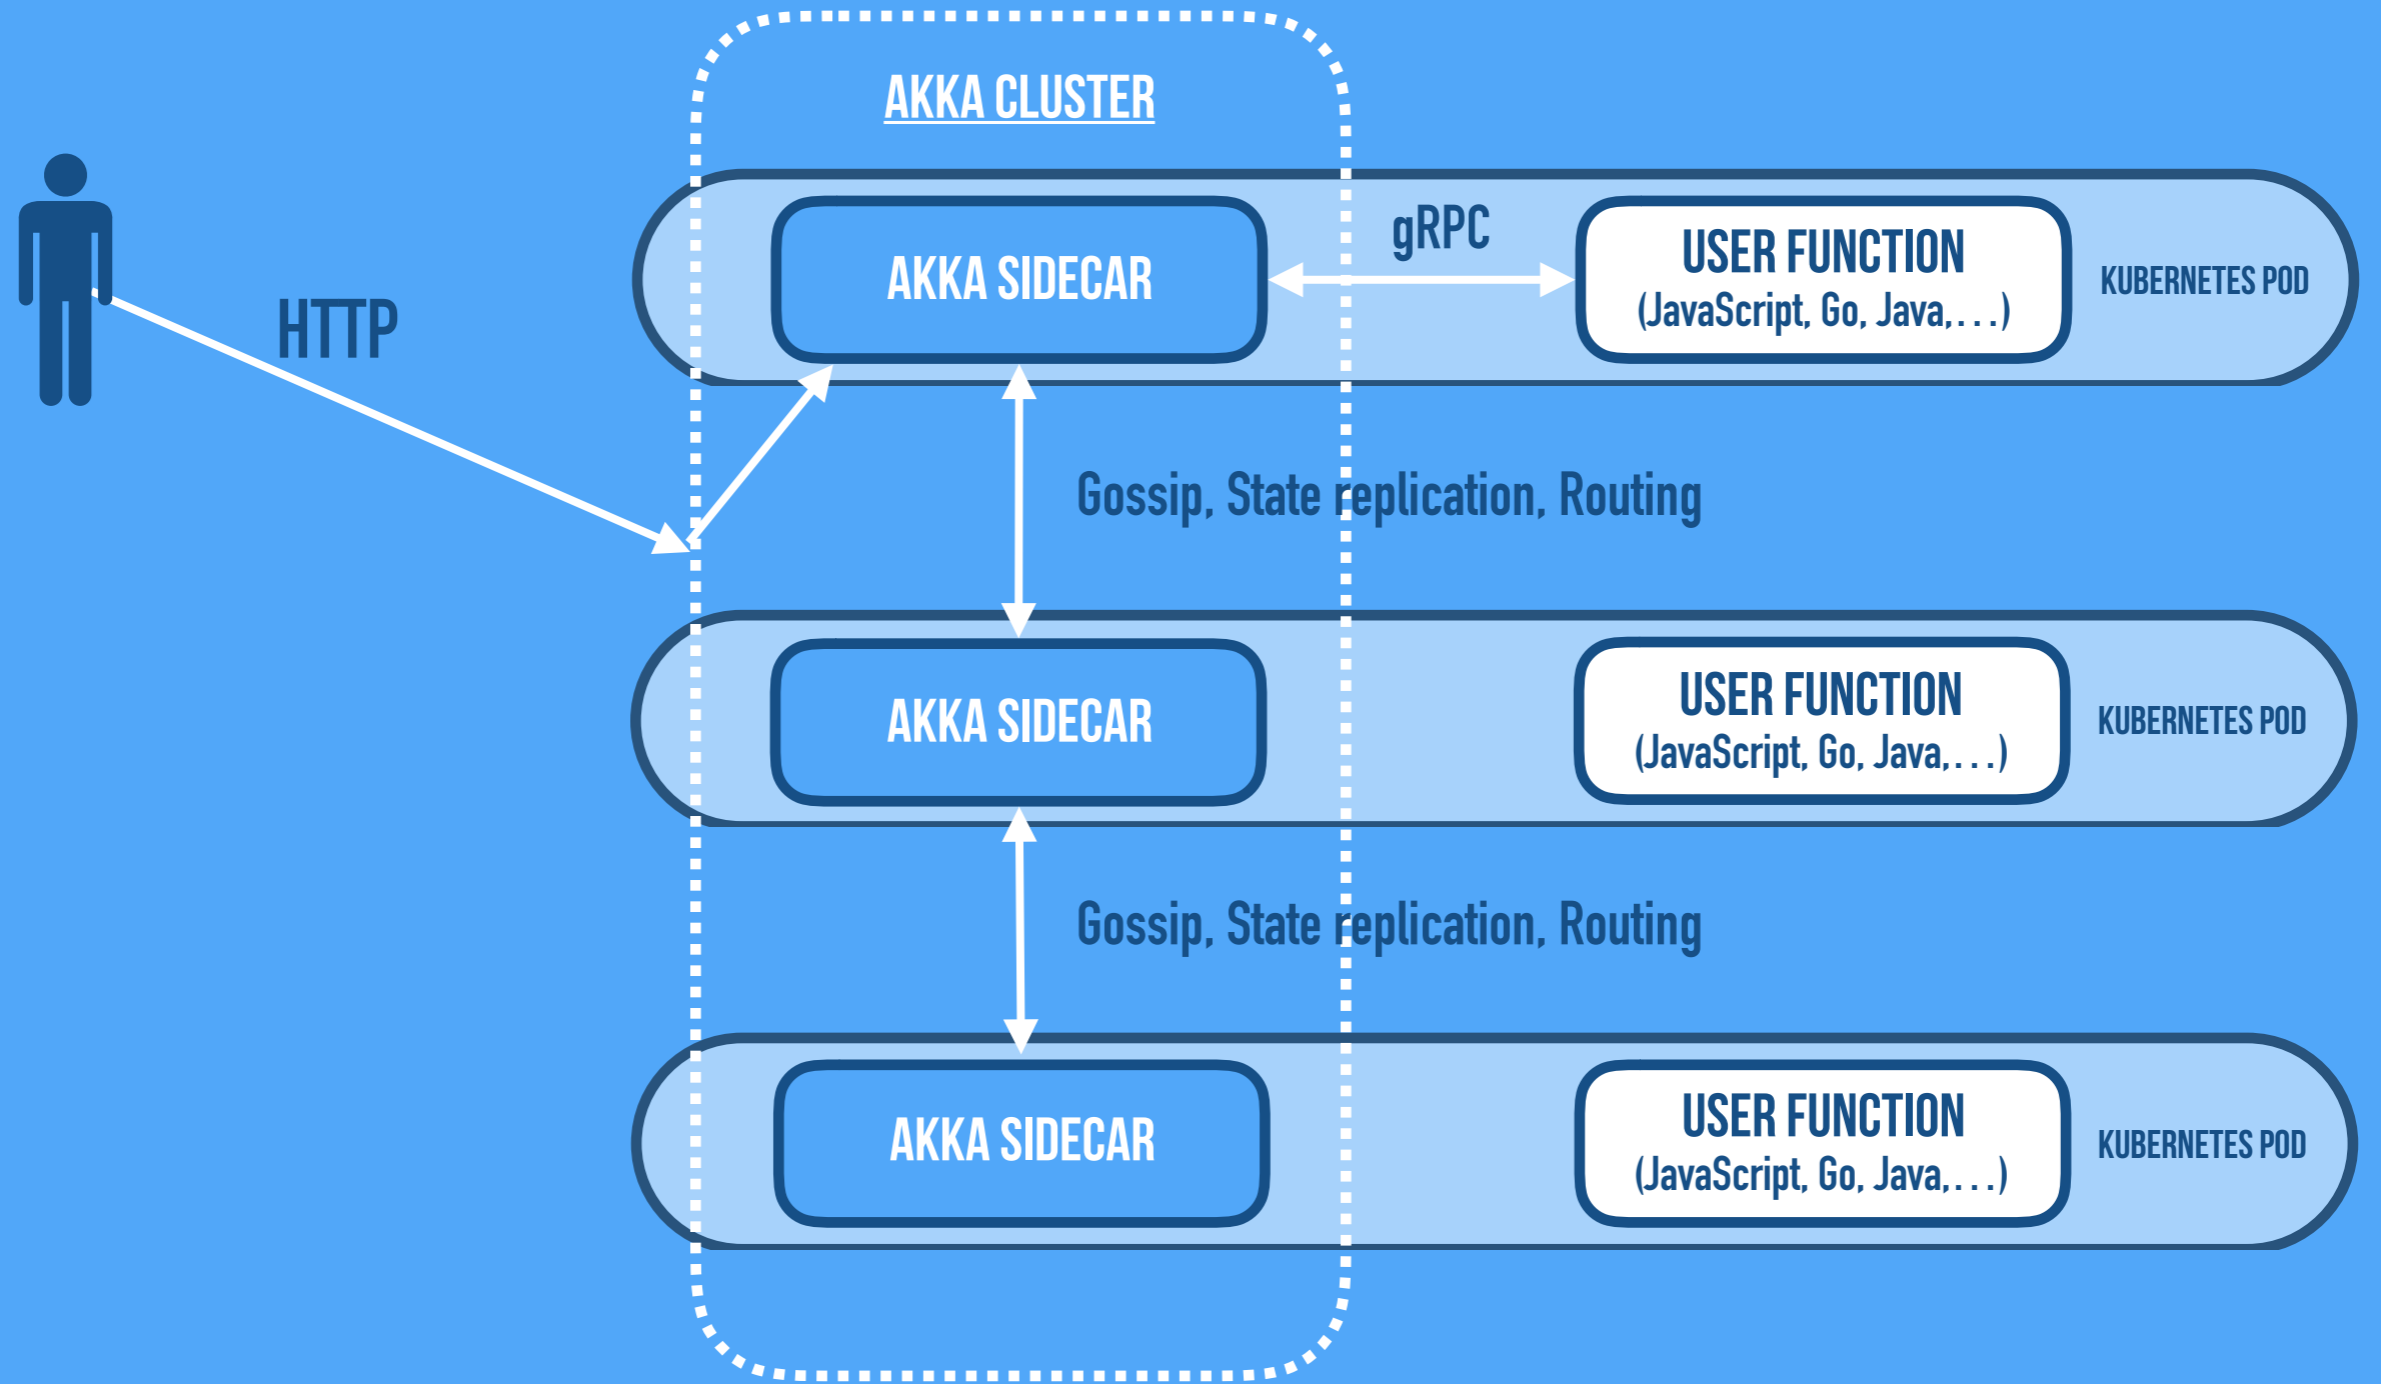 AKKA CLUSTER
HTTP
AKKA SIDECAR
gRPC
USER FUNCTION
(JavaScript, Go, Java,...)
KUBERNETES POD
Gossip, State replication, Routing
AKKA SIDECAR
USER FUNCTION
(JavaScript, Go, Java,...)
KUBERNETES POD
Gossip, State replication, Routing
AKKA SIDECAR
USER FUNCTION
(JavaScript, Go, Java,...)
KUBERNETES POD